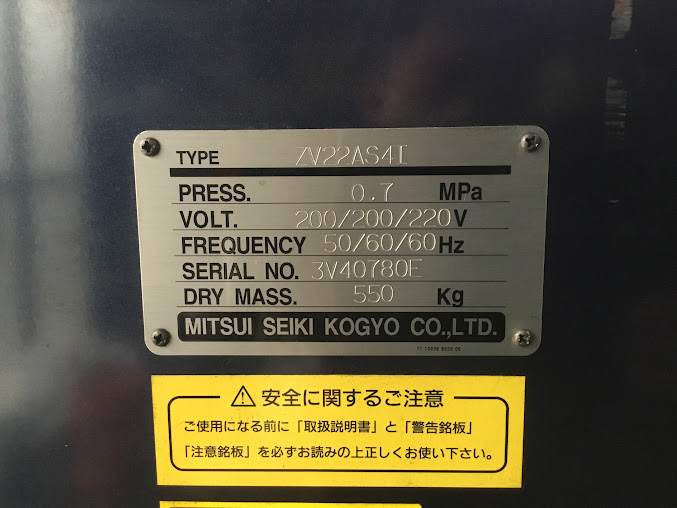 TYPE ZV22AS4I
PRESS. 0.7 MPa
VOLT. 200/200/220 V
FREQUENCY 50/60/60 Hz
SERIAL NO. 3V40780E
DRY MASS. 550 Kg
MITSUI SEIKI KOGYO CO.,LTD.
⚠ 安全に関するご注意
ご使用になる前に「取扱説明書」と「警告銘板」
「注意銘板」を必ずお読みの上正しくお使い下さい。